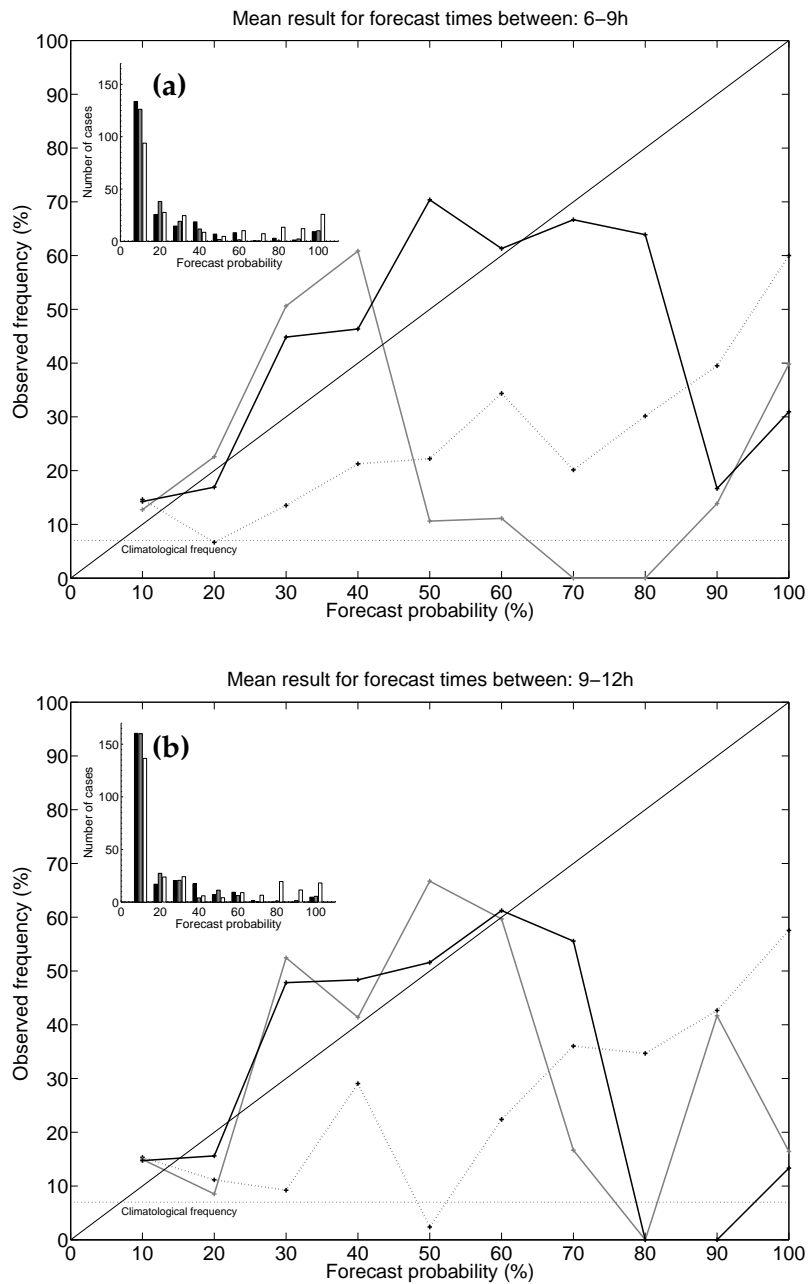 Mean result for forecast times between: 6–9h
100
90
80
70
60
50
40
30
20
10
0
Observed frequency (%)
(a)
150
100
50
0
Number of cases
0 20 40 60 80 100
Forecast probability
Climatological frequency
0 10 20 30 40 50 60 70 80 90 100
Forecast probability (%)
Mean result for forecast times between: 9–12h
100
90
80
70
60
50
40
30
20
10
0
Observed frequency (%)
(b)
150
100
50
0
Number of cases
0 20 40 60 80 100
Forecast probability
Climatological frequency
0 10 20 30 40 50 60 70 80 90 100
Forecast probability (%)